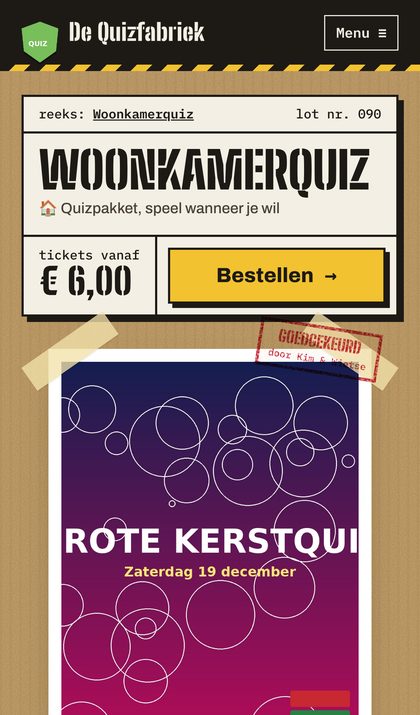 QUIZ
De Quizfabriek
Menu ≡
reeks: Woonkamerquiz
lot nr. 090
WOONKAMERQUIZ
🏠 Quizpakket, speel wanneer je wil
tickets vanaf
€ 6,00
Bestellen →
GOEDGEKEURD
door Kim & Wietse
ROTE KERSTQUI
Zaterdag 19 december